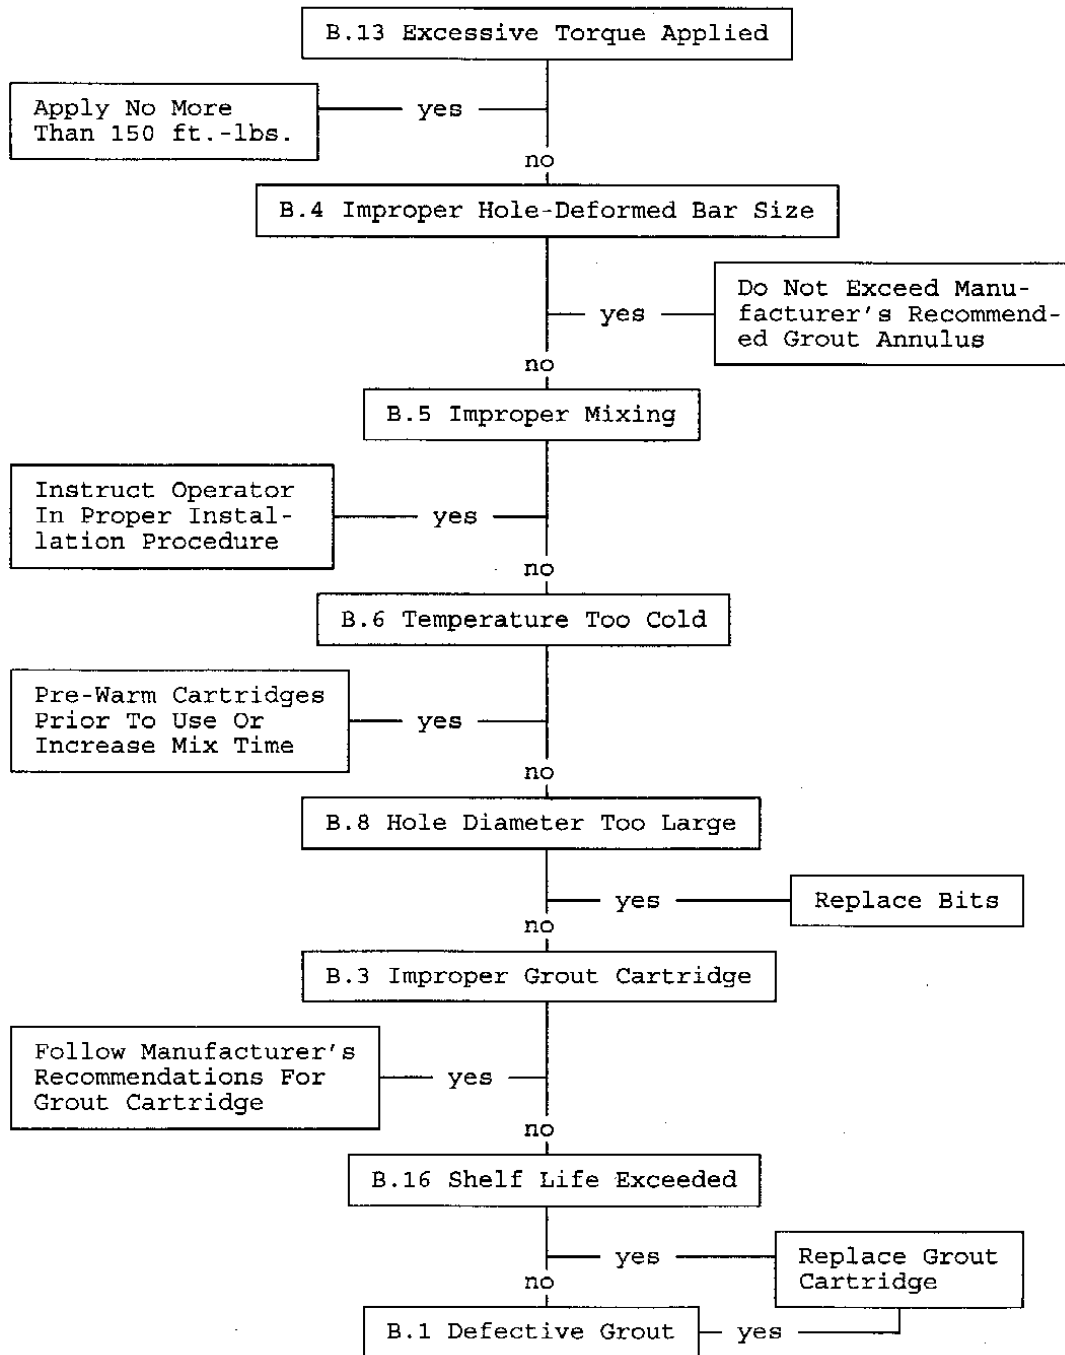 B.13 Excessive Torque Applied
Apply No More
Than 150 ft.-lbs.
yes
no
B.4 Improper Hole-Deformed Bar Size
yes
Do Not Exceed Manu-
facturer's Recommend-
ed Grout Annulus
no
B.5 Improper Mixing
Instruct Operator
In Proper Instal-
lation Procedure
yes
no
B.6 Temperature Too Cold
Pre-Warm Cartridges
Prior To Use Or
Increase Mix Time
yes
no
B.8 Hole Diameter Too Large
yes
Replace Bits
no
B.3 Improper Grout Cartridge
Follow Manufacturer's
Recommendations For
Grout Cartridge
yes
no
B.16 Shelf Life Exceeded
yes
Replace Grout
Cartridge
no
B.1 Defective Grout
yes